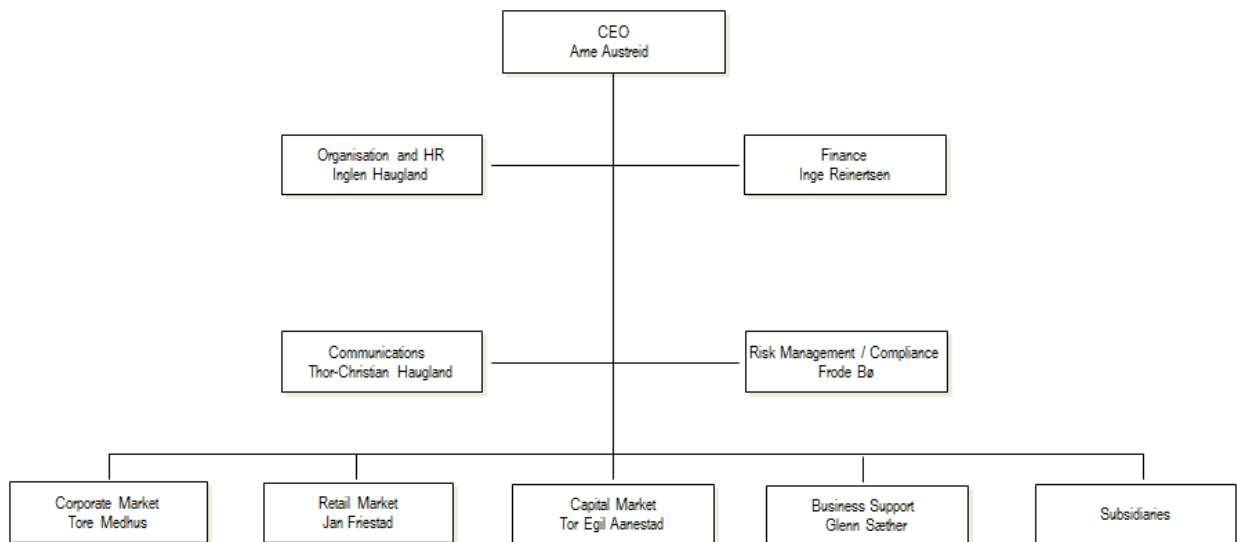 CEO
Arne Austreid
Organisation and HR
Inglen Haugland
Finance
Inge Reinertsen
Communications
Thor-Christian Haugland
Risk Management / Compliance
Frode Bø
Corporate Market
Tore Medhus
Retail Market
Jan Friestad
Capital Market
Tor Egil Aanestad
Business Support
Glenn Sæther
Subsidiaries